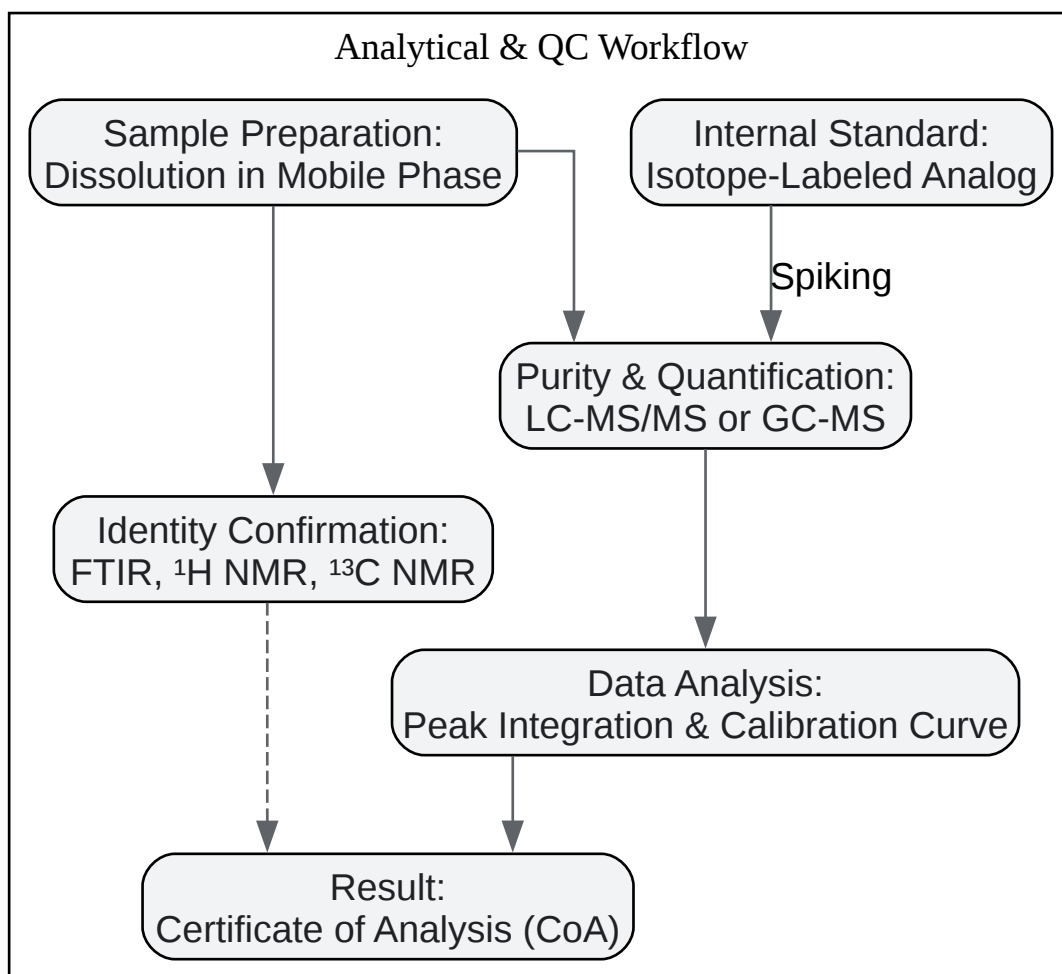 Analytical & QC Workflow
Sample Preparation:
Dissolution in Mobile Phase
Internal Standard:
Isotope-Labeled Analog
Spiking
Purity & Quantification:
LC-MS/MS or GC-MS
Identity Confirmation:
FTIR, ¹H NMR, ¹³C NMR
Data Analysis:
Peak Integration & Calibration Curve
Result:
Certificate of Analysis (CoA)